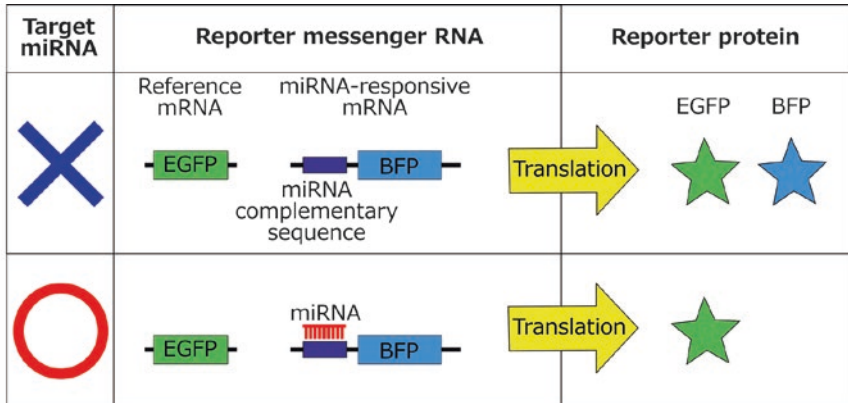 Target
miRNA
Reporter messenger RNA
Reporter protein
Reference
mRNA
miRNA-responsive
mRNA
EGFP
BFP
EGFP
BFP
miRNA
complementary
sequence
Translation
miRNA
EGFP
BFP
Translation